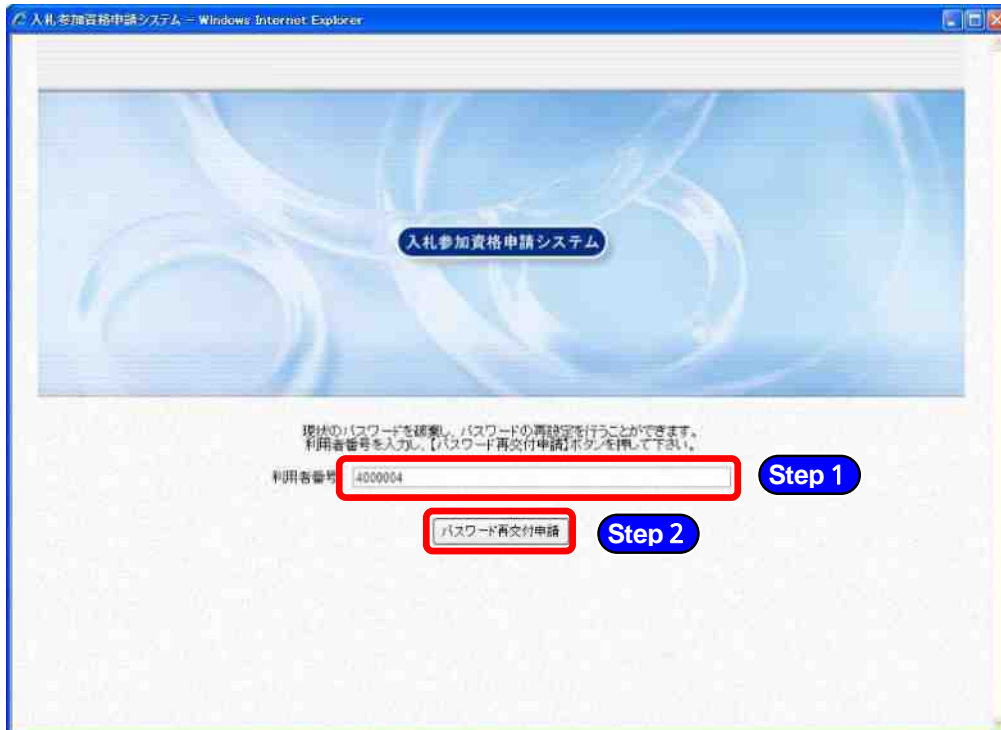 入札参加資格申請システム - Windows Internet Explorer
入札参加資格申請システム
現状のパスワードを破棄し、パスワードの再設定を行うことができます。
利用者番号を入力し、【パスワード再交付申請】ボタンを押して下さい。
利用者番号 4000004
Step 1
パスワード再交付申請
Step 2